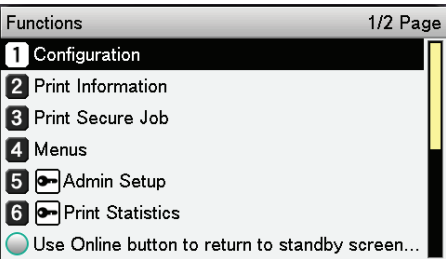 Functions 1/2 Page
1 Configuration
2 Print Information
3 Print Secure Job
4 Menus
5 Admin Setup
6 Print Statistics
Use Online button to return to standby screen...